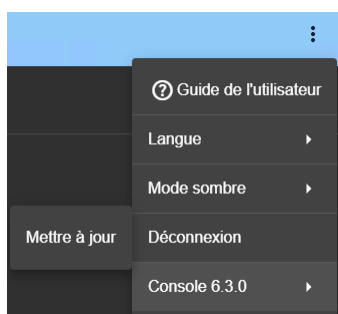 Guide de l'utilisateur
Langue
Mode sombre
Mettre à jour
Déconnexion
Console 6.3.0